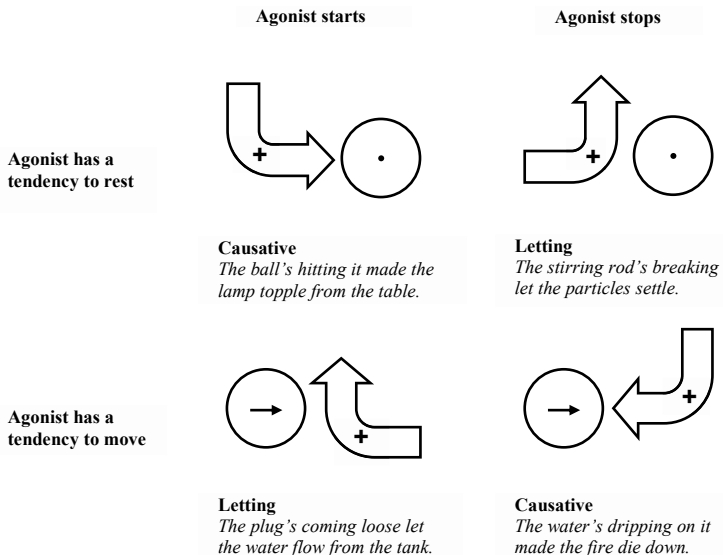 Agonist starts
Agonist stops
Agonist has a
tendency to rest
+
+
Causative
The ball's hitting it made the
lamp topple from the table.
Letting
The stirring rod's breaking
let the particles settle.
Agonist has a
tendency to move
+
+
Letting
The plug's coming loose let
the water flow from the tank.
Causative
The water's dripping on it
made the fire die down.